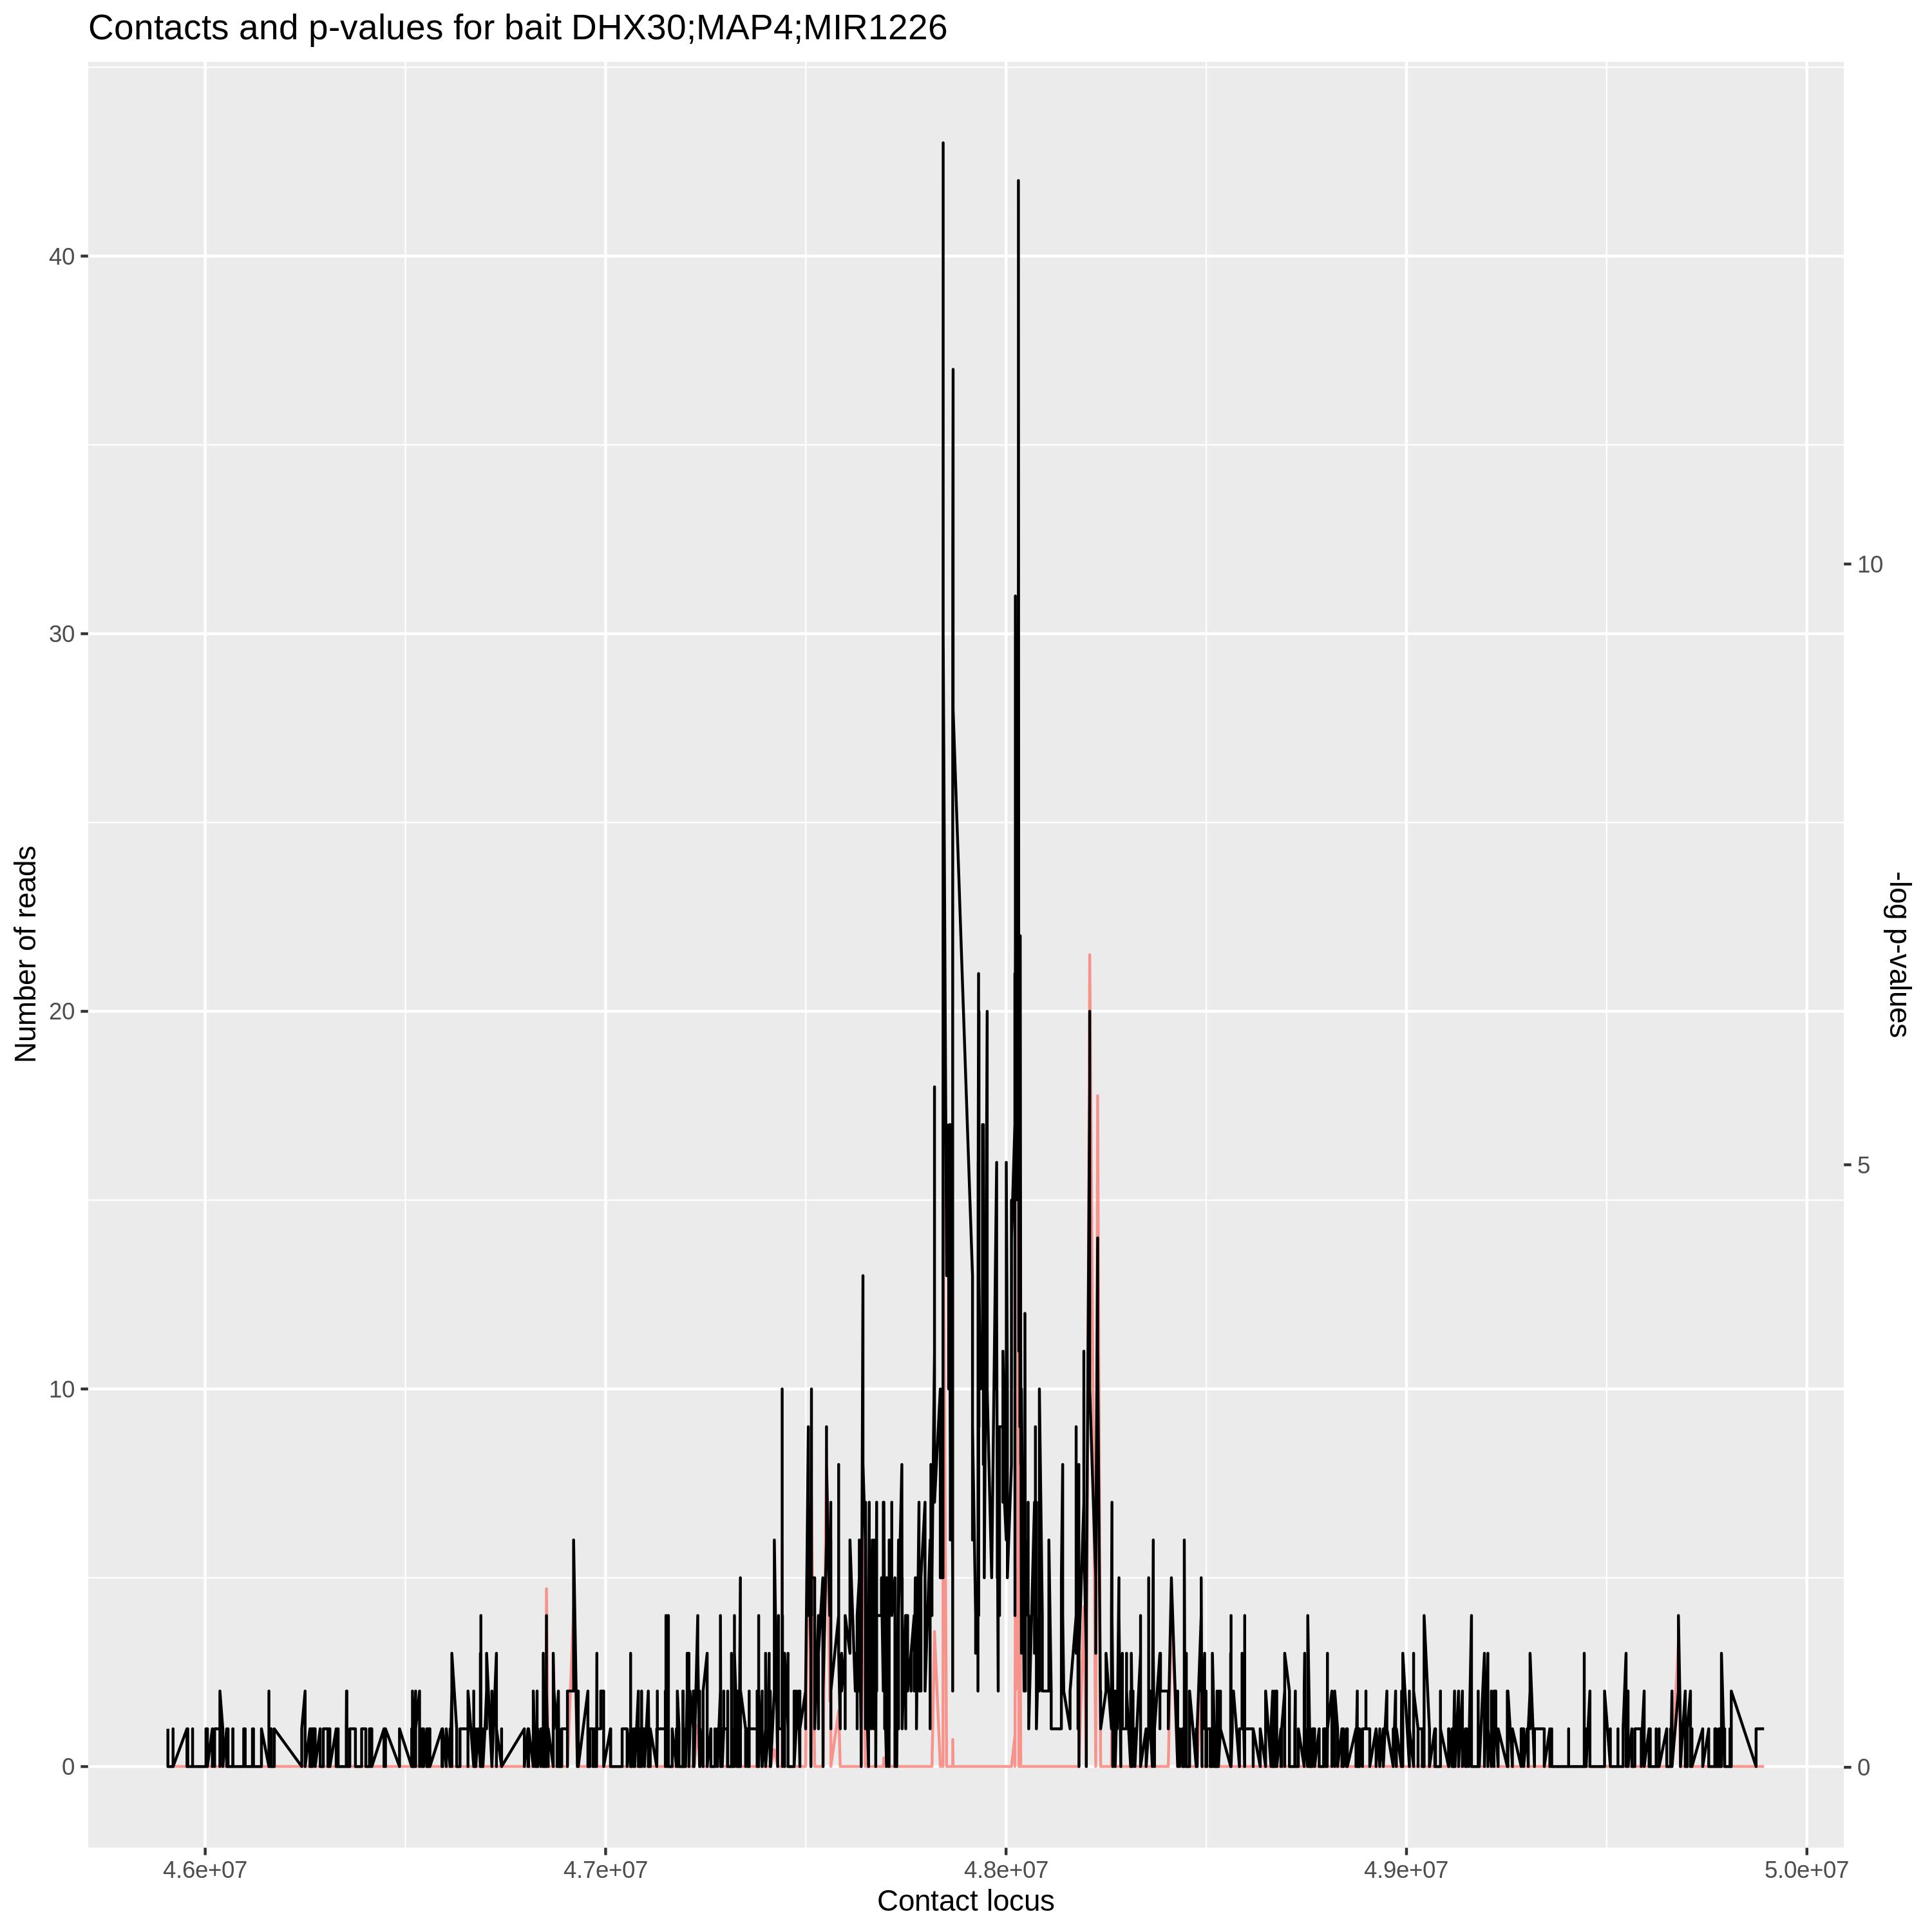 Contacts and p-values for bait DHX30;MAP4;MIR1226
40
30
20
10
0
Number of reads
10
5
0
-log p-values
4.6e+07 4.7e+07 4.8e+07 4.9e+07 5.0e+07
Contact locus